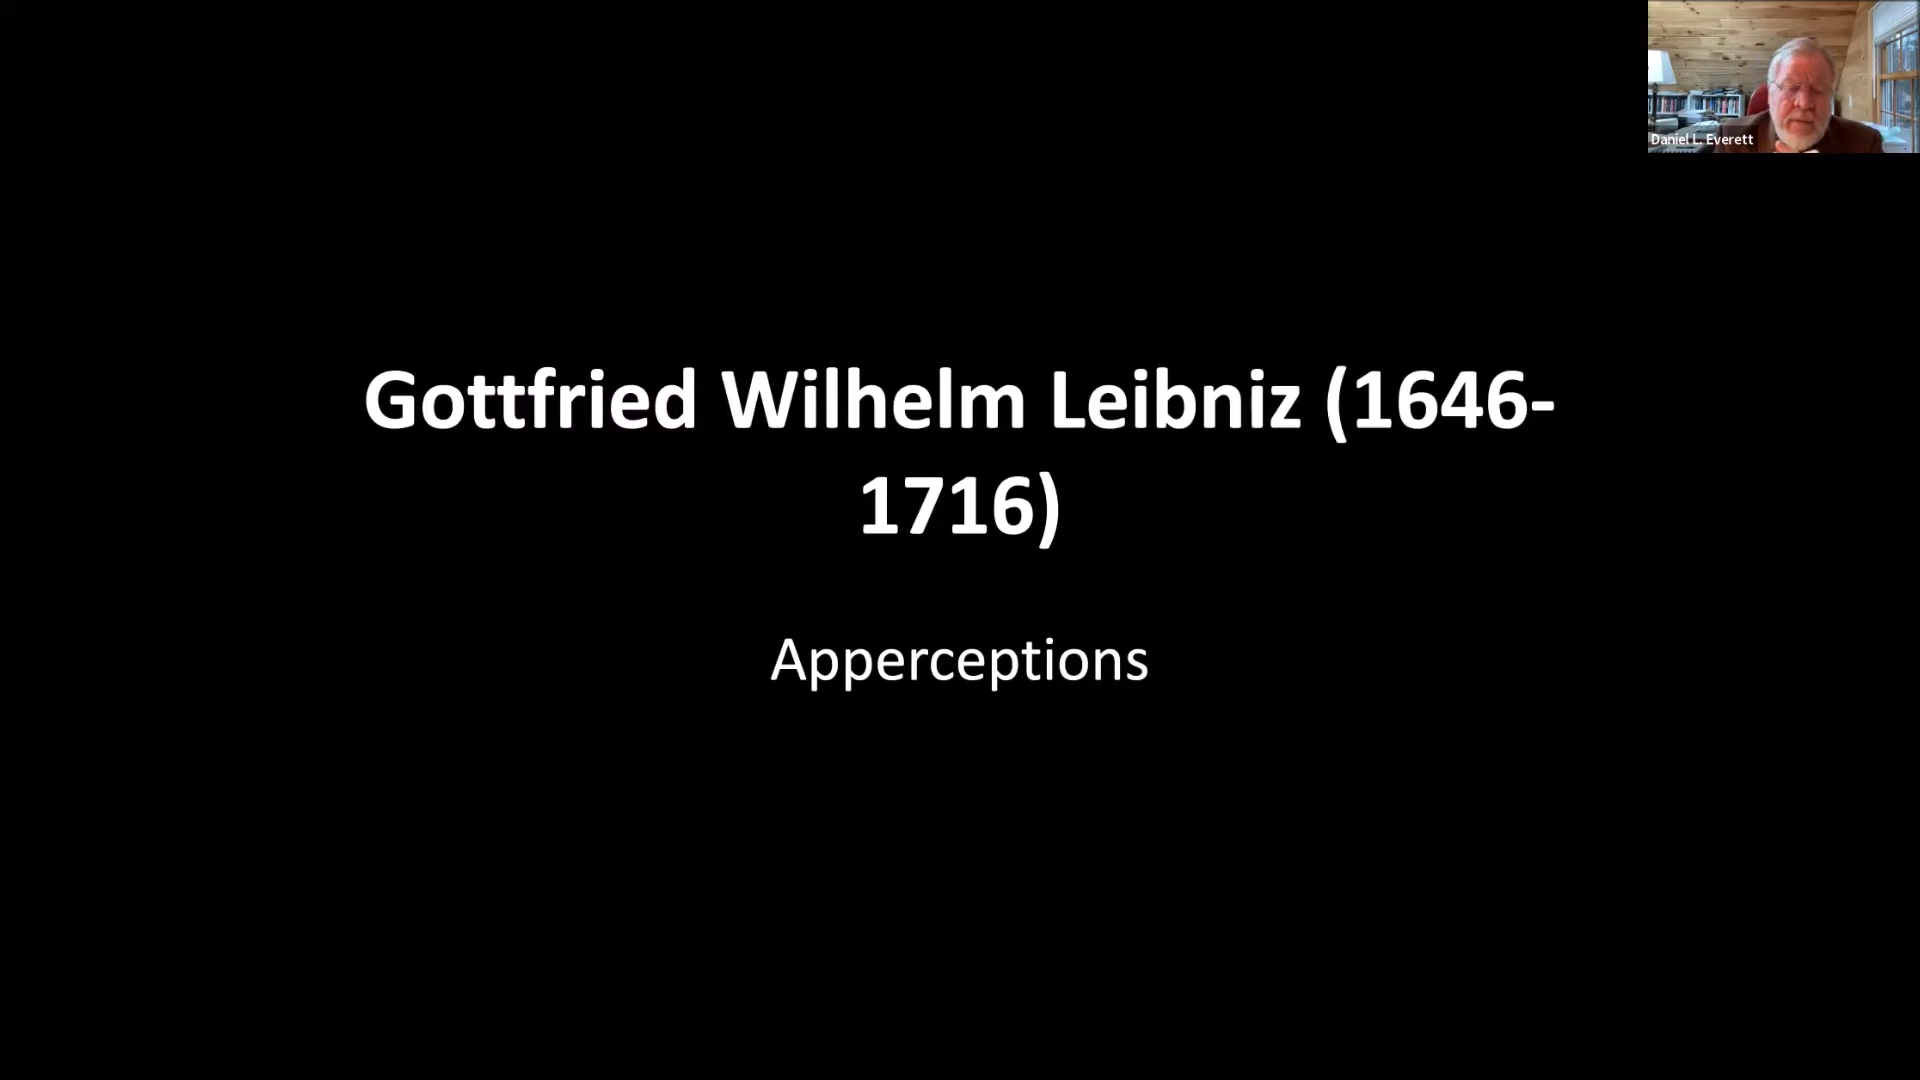 Daniel L. Everett
Gottfried Wilhelm Leibniz (1646-
1716)
Apperceptions